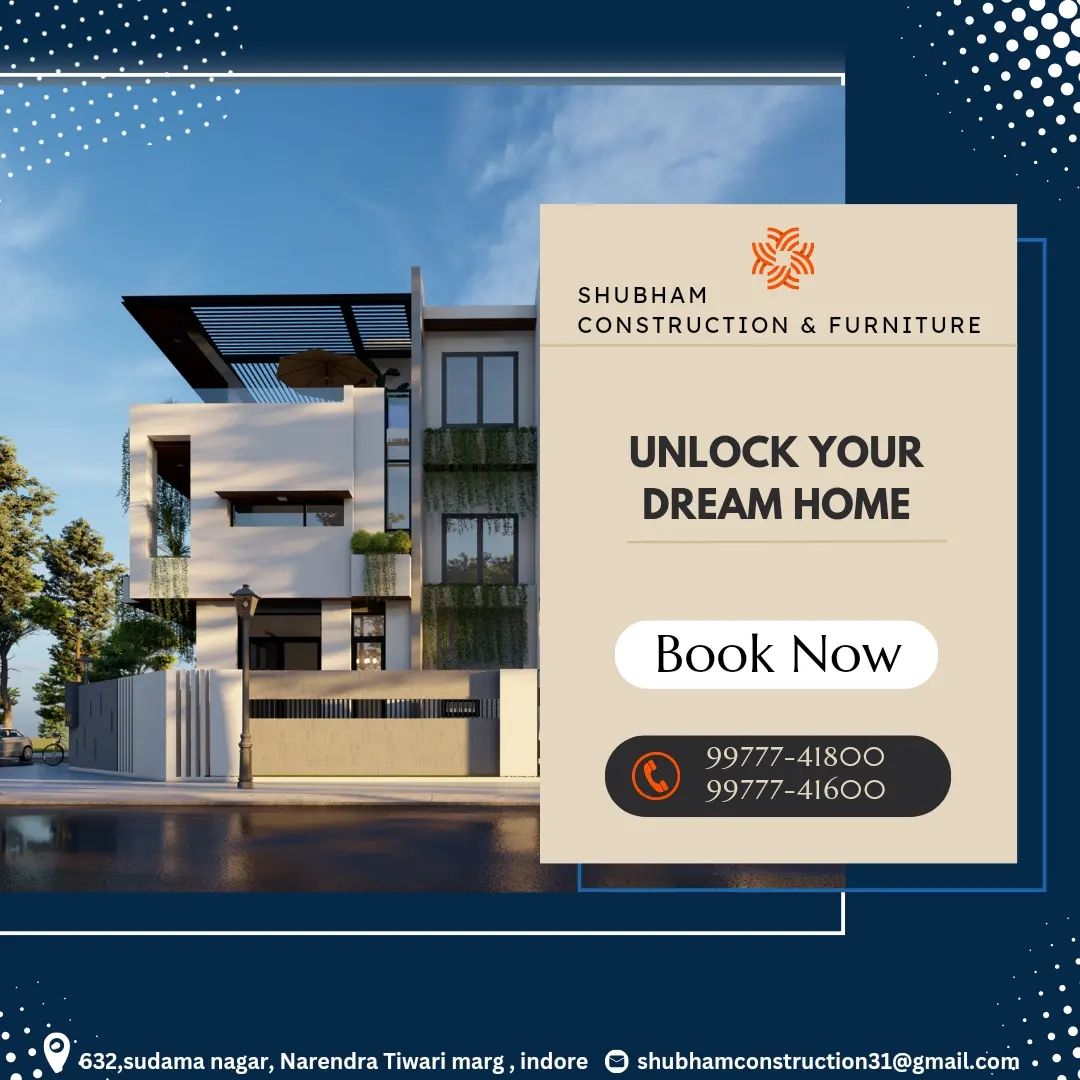 SHUBHAM
CONSTRUCTION & FURNITURE
UNLOCK YOUR
DREAM HOME
Book Now
99777-41800
99777-41600
632,sudama nagar, Narendra Tiwari marg , indore
shubhamconstruction31@gmail.com